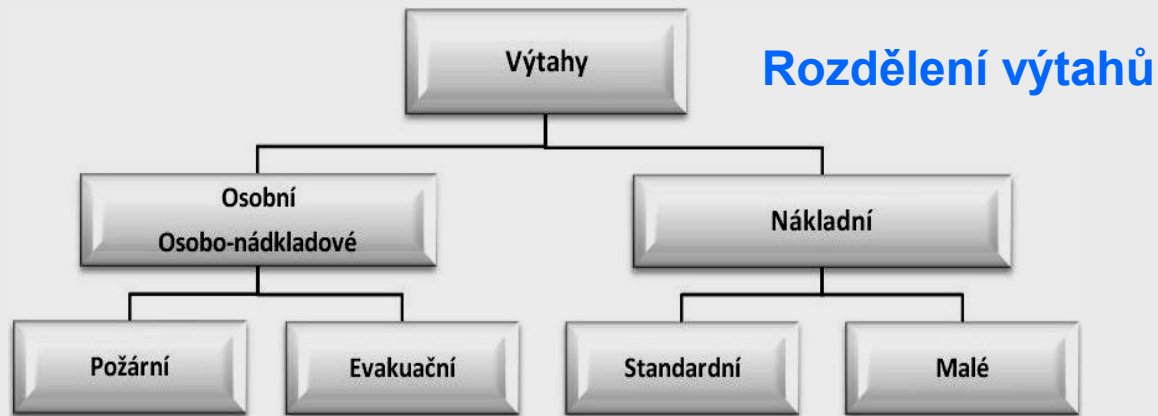 Výtahy
Rozdělení výtahů
Osobní
Osobo-nádkladové
Nákladní
Požární
Evakuační
Standardní
Malé